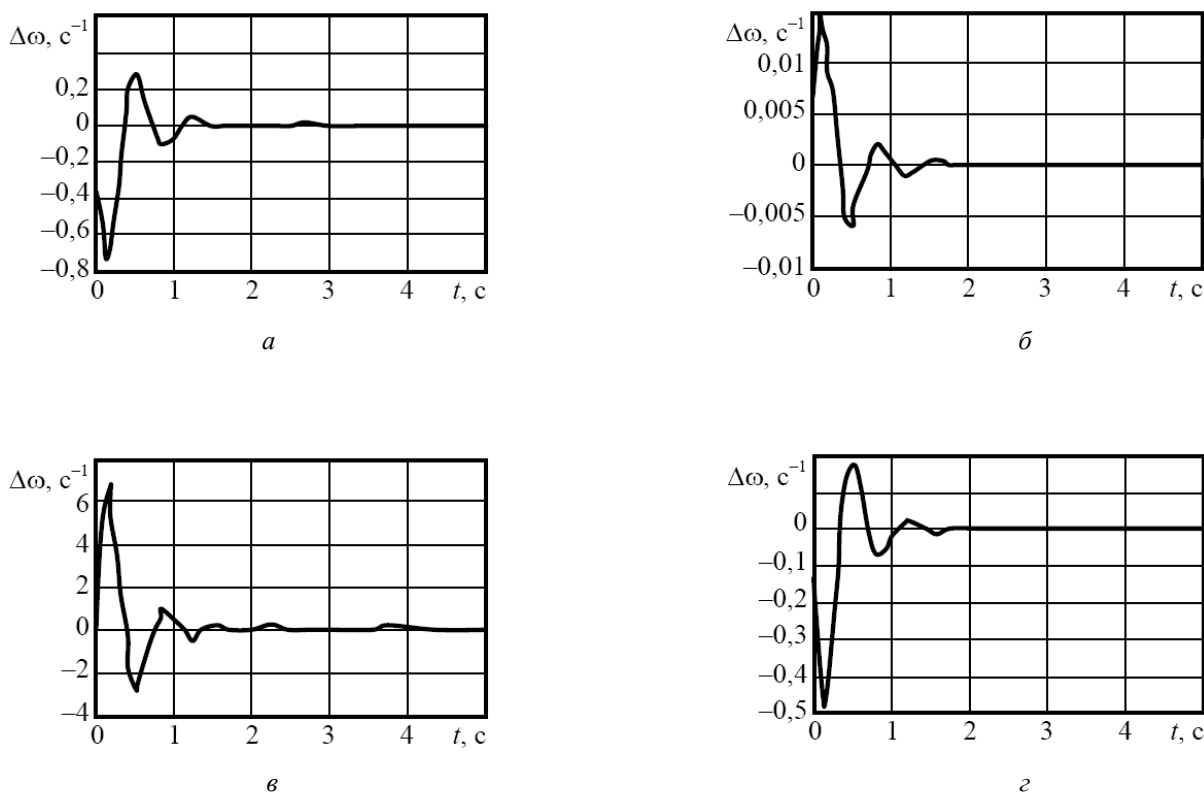 Δω, с⁻¹
0,2
0
–0,2
–0,4
–0,6
–0,8
0 1 2 3 4 t, с
а
Δω, с⁻¹
0,01
0,005
0
–0,005
–0,01
0 1 2 3 4 t, с
б
Δω, с⁻¹
6
4
2
0
–2
–4
0 1 2 3 4 t, с
в
Δω, с⁻¹
0
–0,1
–0,2
–0,3
–0,4
–0,5
0 1 2 3 4 t, с
г